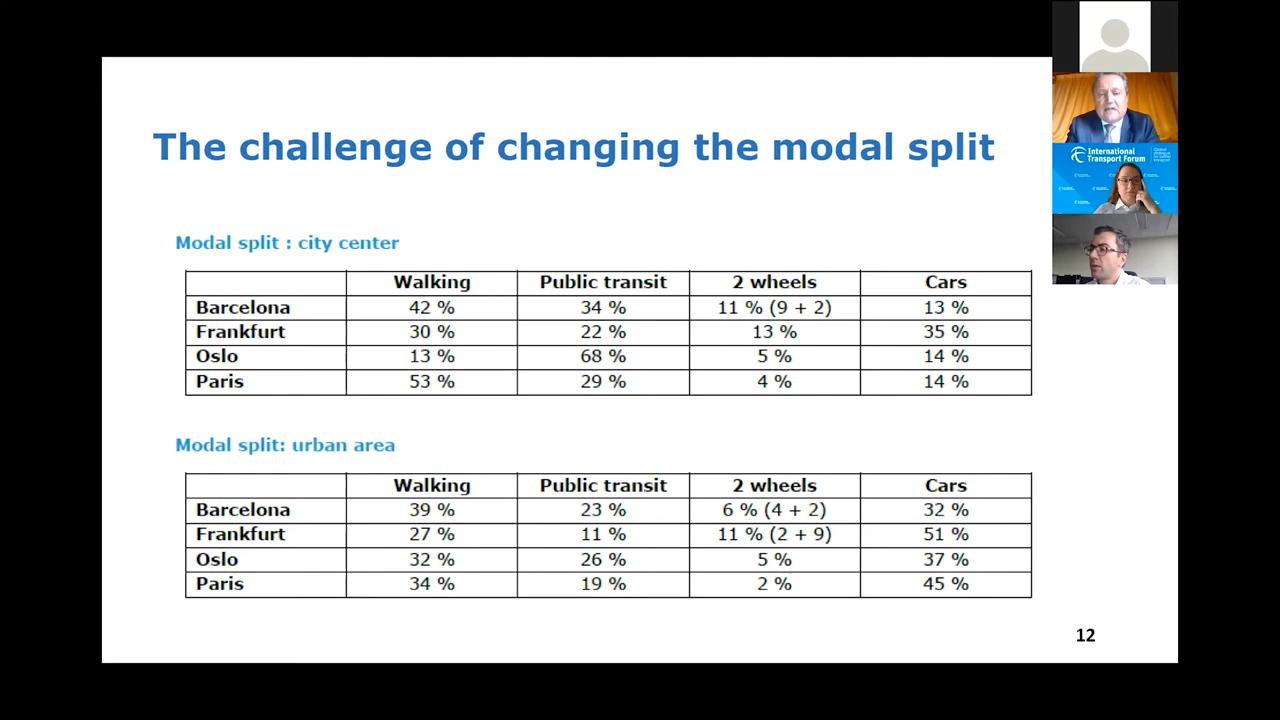 The challenge of changing the modal split
Modal split : city center
Walking Public transit 2 wheels Cars
Barcelona 42 % 34 % 11 % (9 + 2) 13 %
Frankfurt 30 % 22 % 13 % 35 %
Oslo 13 % 68 % 5 % 14 %
Paris 53 % 29 % 4 % 14 %
Modal split: urban area
Walking Public transit 2 wheels Cars
Barcelona 39 % 23 % 6 % (4 + 2) 32 %
Frankfurt 27 % 11 % 11 % (2 + 9) 51 %
Oslo 32 % 26 % 5 % 37 %
Paris 34 % 19 % 2 % 45 %
12
International
Transport Forum